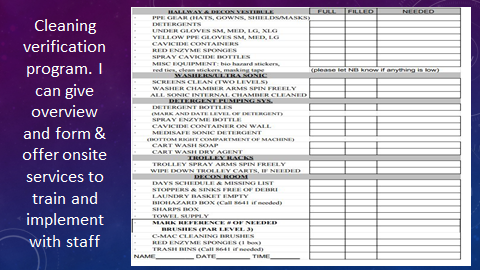 Cleaning
verification
program. I
can give
overview
and form &
offer onsite
services to
train and
implement
with staff
HALLWAY & DECON VESTIBULE FULL FILLED NEEDED
PPE GEAR (HATS, GOWNS, SHIELDS/MASKS)
DETERGENTS
UNDER GLOVES SM, MED, LG, XLG
YELLOW PPE GLOVES SM, MED, LG
CAVICIDE CONTAINERS
RED ENZYME SPONGES
SPRAY CAVICIDE BOTTLES
MISC EQUIPMENT: bio hazard stickers,
red ties, clean stickers, masking tape (please let NB know if anything is low)
WASHERS/ULTRA SONIC
SCREENS CLEAN (TWO LEVELS)
WASHER CHAMBER ARMS SPIN FREELY
ALL SONIC INTERNAL CHAMBER CLEANED
DETERGENT PUMPING SYS.
DETERGENT BOTTLES
(MARK AND DATE LEVEL OF DETERGENT)
SPRAY ENZYME BOTTLE
CAVICIDE CONTAINER ON WALL
MEDISAFE SONIC DETERGENT
(BOTTOM RIGHT COMPARTMENT OF MACHINE)
CART WASH SOAP
CART WASH DRY AGENT
TROLLEY RACKS
TROLLEY SPRAY ARMS SPIN FREELY
WIPE DOWN TROLLEY CARTS, IF NEEDED
DECON ROOM
DAYS SCHEDULE & MISSING LIST
STOPPERS & SINKS FREE OF DEBRI
LAUNDRY BASKET EMPTY
BIOHAZARD BOX (Call 8641 if needed)
SHARPS BOX
TOWEL SUPPLY
MARK REFERENCE # OF NEEDED
BRUSHES (PAR LEVEL 3)
C-MAC CLEANING BRUSHES
RED ENZYME SPONGES (1 box)
TRASH BINS (Call 8641 if needed)
NAME DATE TIME